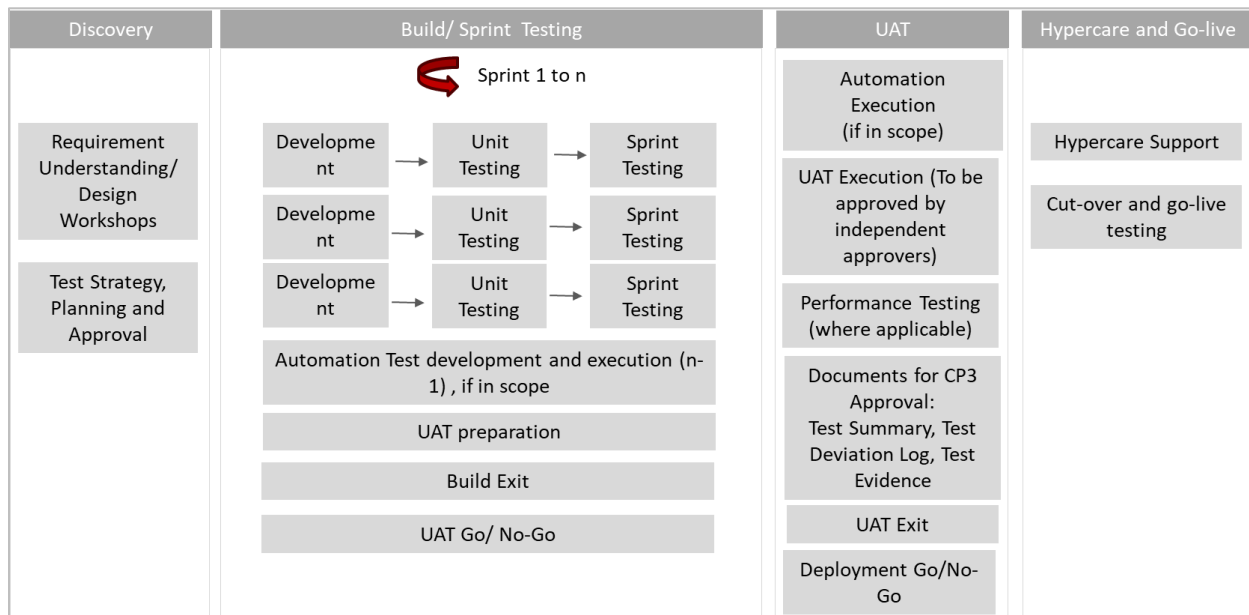 Discovery
Build/ Sprint Testing
UAT
Hypercare and Go-live
Sprint 1 to n
Requirement
Understanding/
Design
Workshops
Test Strategy,
Planning and
Approval
Developme
nt
Unit
Testing
Sprint
Testing
Developme
nt
Unit
Testing
Sprint
Testing
Developme
nt
Unit
Testing
Sprint
Testing
Automation Test development and execution (n-
1) , if in scope
UAT preparation
Build Exit
UAT Go/ No-Go
Automation
Execution
(if in scope)
UAT Execution (To be
approved by
independent
approvers)
Performance Testing
(where applicable)
Documents for CP3
Approval:
Test Summary, Test
Deviation Log, Test
Evidence
UAT Exit
Deployment Go/No-
Go
Hypercare Support
Cut-over and go-live
testing